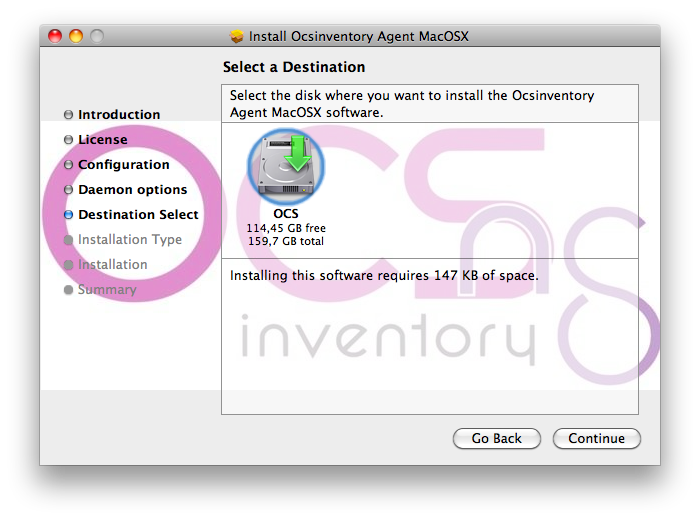 Install Ocsinventory Agent MacOSX
Select a Destination
Introduction
License
Configuration
Daemon options
Destination Select
Installation Type
Installation
Summary
Select the disk where you want to install the Ocsinventory
Agent MacOSX software.
OCS
114,45 GB free
159,7 GB total
Installing this software requires 147 KB of space.
OCS
ng
inventory
Go Back
Continue